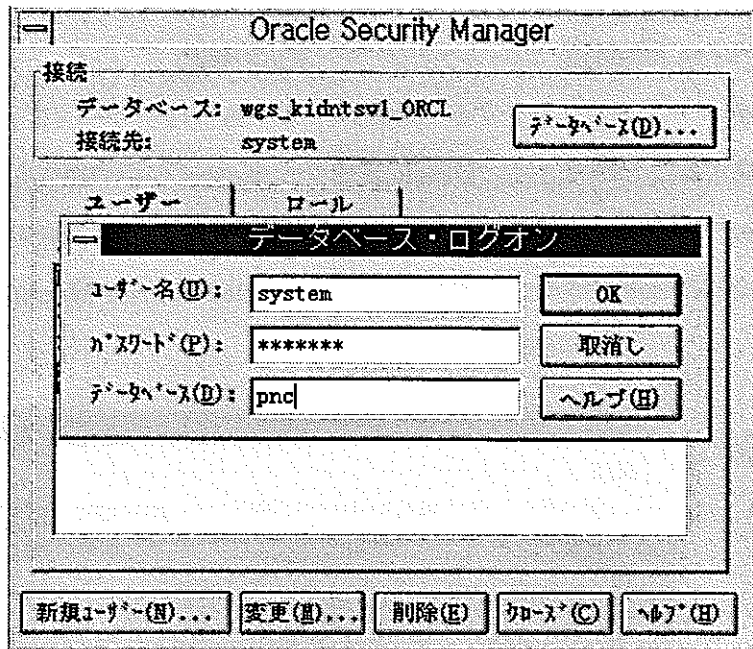 Oracle Security Manager
接続
データベース: wgs_kidntsv1_ORCL
接続先: system
ﾃﾞｰﾀﾍﾞｰｽ(D)...
ユーザー ロール
データベース・ログオン
ﾕｰｻﾞｰ名(U): system OK
ﾊﾟｽﾜｰﾄﾞ(P): ******* 取消し
ﾃﾞｰﾀﾍﾞｰｽ(D): pnc ヘルプ(H)
新規ﾕｰｻﾞｰ(N)... 変更(M)... 削除(E) ｸﾛｰｽﾞ(C) ﾍﾙﾌﾟ(H)